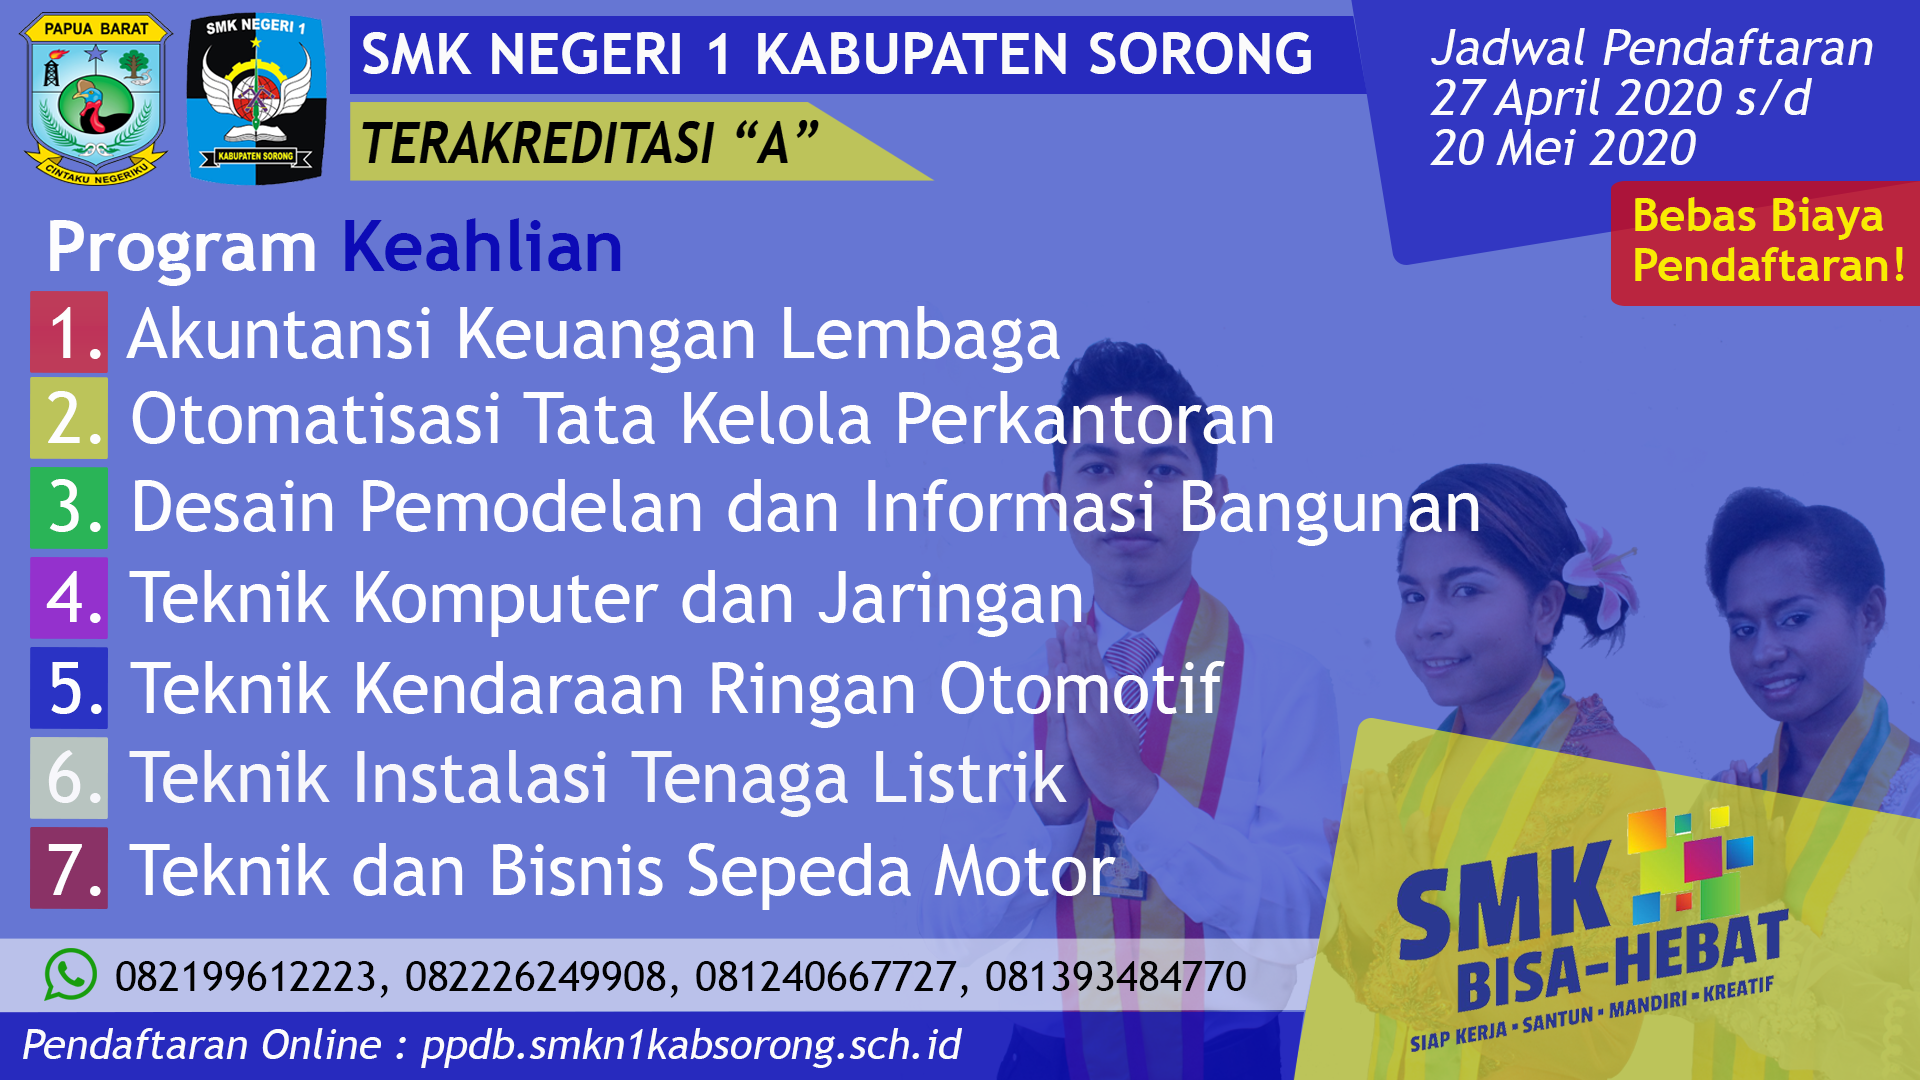 PAPUA BARAT
CINTAKU NEGERIKU
SMK NEGERI 1
KABUPATEN SORONG
SMK NEGERI 1 KABUPATEN SORONG
TERAKREDITASI “A”
Jadwal Pendaftaran
27 April 2020 s/d
20 Mei 2020
Bebas Biaya
Pendaftaran!
Program Keahlian
1. Akuntansi Keuangan Lembaga
2. Otomatisasi Tata Kelola Perkantoran
3. Desain Pemodelan dan Informasi Bangunan
4. Teknik Komputer dan Jaringan
5. Teknik Kendaraan Ringan Otomotif
6. Teknik Instalasi Tenaga Listrik
7. Teknik dan Bisnis Sepeda Motor
082199612223, 082226249908, 081240667727, 081393484770
Pendaftaran Online : ppdb.smkn1kabsorong.sch.id
SMK
BISA-HEBAT
SIAP KERJA ▪ SANTUN ▪ MANDIRI ▪ KREATIF